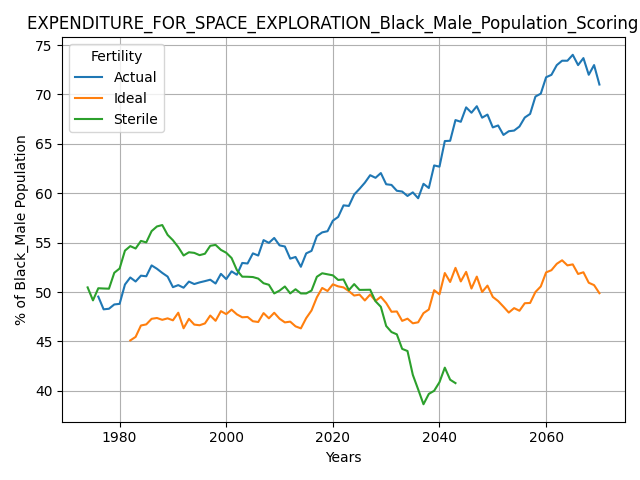 EXPENDITURE_FOR_SPACE_EXPLORATION_Black_Male_Population_Scoring
% of Black_Male Population
75
70
65
60
55
50
45
40
Fertility
Actual
Ideal
Sterile
1980
2000
2020
2040
2060
Years